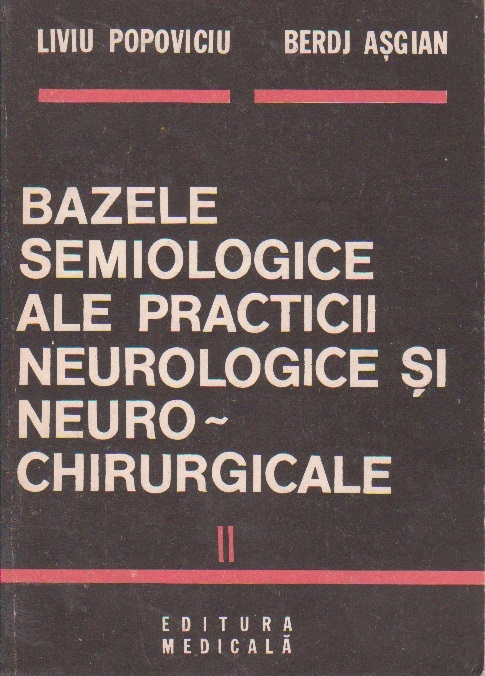 LIVIU POPOVICIU BERDJ AȘGIAN
BAZELE
SEMIOLOGICE
ALE PRACTICII
NEUROLOGICE ȘI
NEURO~
CHIRURGICALE
II
EDITURA
MEDICALĂ